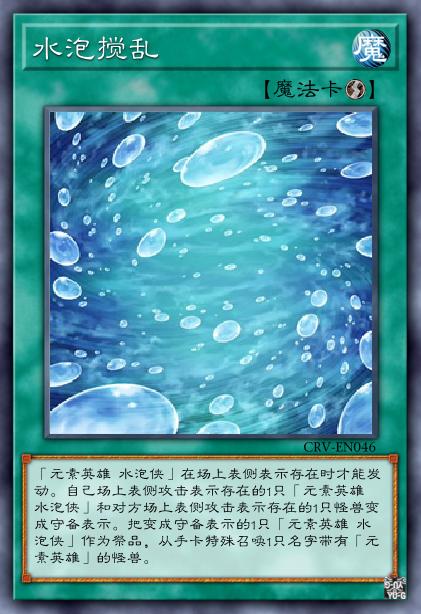 水泡搅乱
魔
【魔法卡】
CRV-EN046
「元素英雄 水泡侠」在场上表侧表示存在时才能发
动。自己场上表侧攻击表示存在的1只「元素英雄
水泡侠」和对方场上表侧攻击表示存在的1只怪兽变
成守备表示。把变成守备表示的1只「元素英雄 水
泡侠」作为祭品，从手卡特殊召唤1只名字带有「元
素英雄」的怪兽。